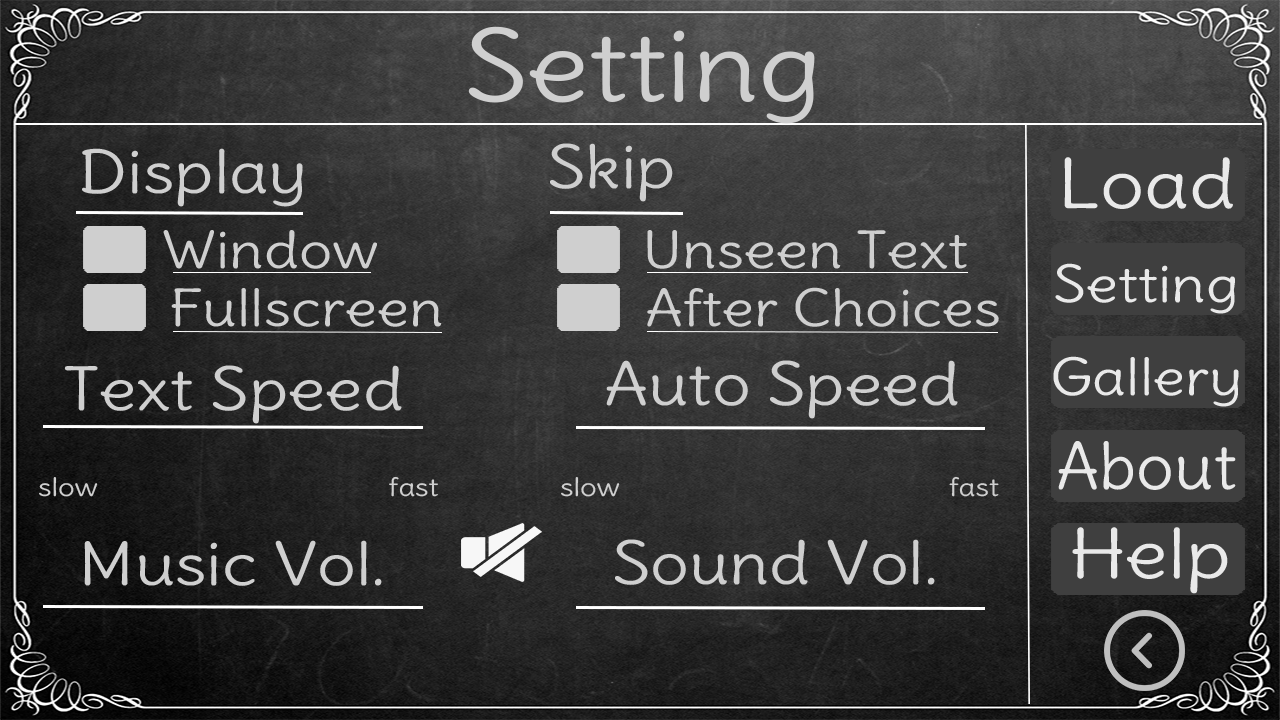 Setting
Display
Window
Fullscreen
Skip
Unseen Text
After Choices
Text Speed
slow fast
Auto Speed
slow fast
Music Vol.
Sound Vol.
Load
Setting
Gallery
About
Help